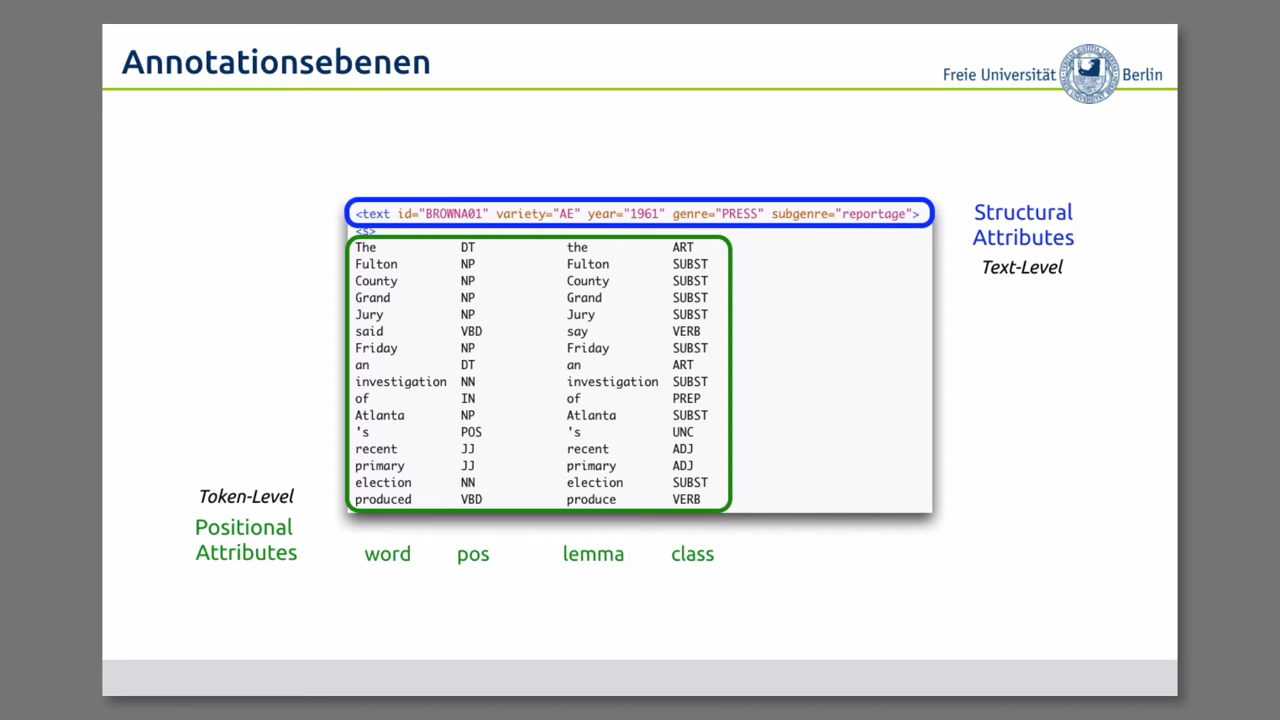 Annotationsebenen
Freie Universität Berlin
<text id="BROWNA01" variety="AE" year="1961" genre="PRESS" subgenre="reportage">
Structural
Attributes
Text-Level
<s>
The DT the ART
Fulton NP Fulton SUBST
County NP County SUBST
Grand NP Grand SUBST
Jury NP Jury SUBST
said VBD say VERB
Friday NP Friday SUBST
an DT an ART
investigation NN investigation SUBST
of IN of PREP
Atlanta NP Atlanta SUBST
's POS 's UNC
recent JJ recent ADJ
primary JJ primary ADJ
election NN election SUBST
produced VBD produce VERB
Token-Level
Positional
Attributes
word pos lemma class